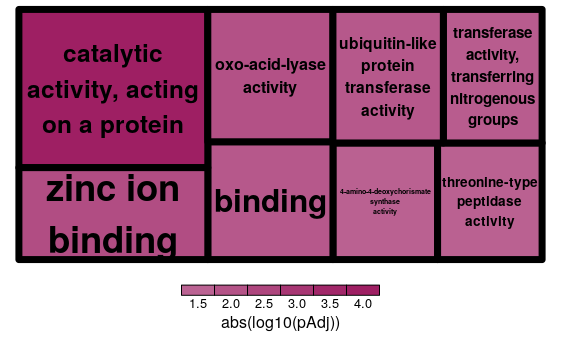 catalytic
activity, acting
on a protein
zinc ion
binding
oxo-acid-lyase
activity
binding
ubiquitin-like
protein
transferase
activity
transferase
activity,
transferring
nitrogenous
groups
4-amino-4-deoxychorismate
synthase
activity
threonine-type
peptidase
activity
1.5 2.0 2.5 3.0 3.5 4.0
abs(log10(pAdj))